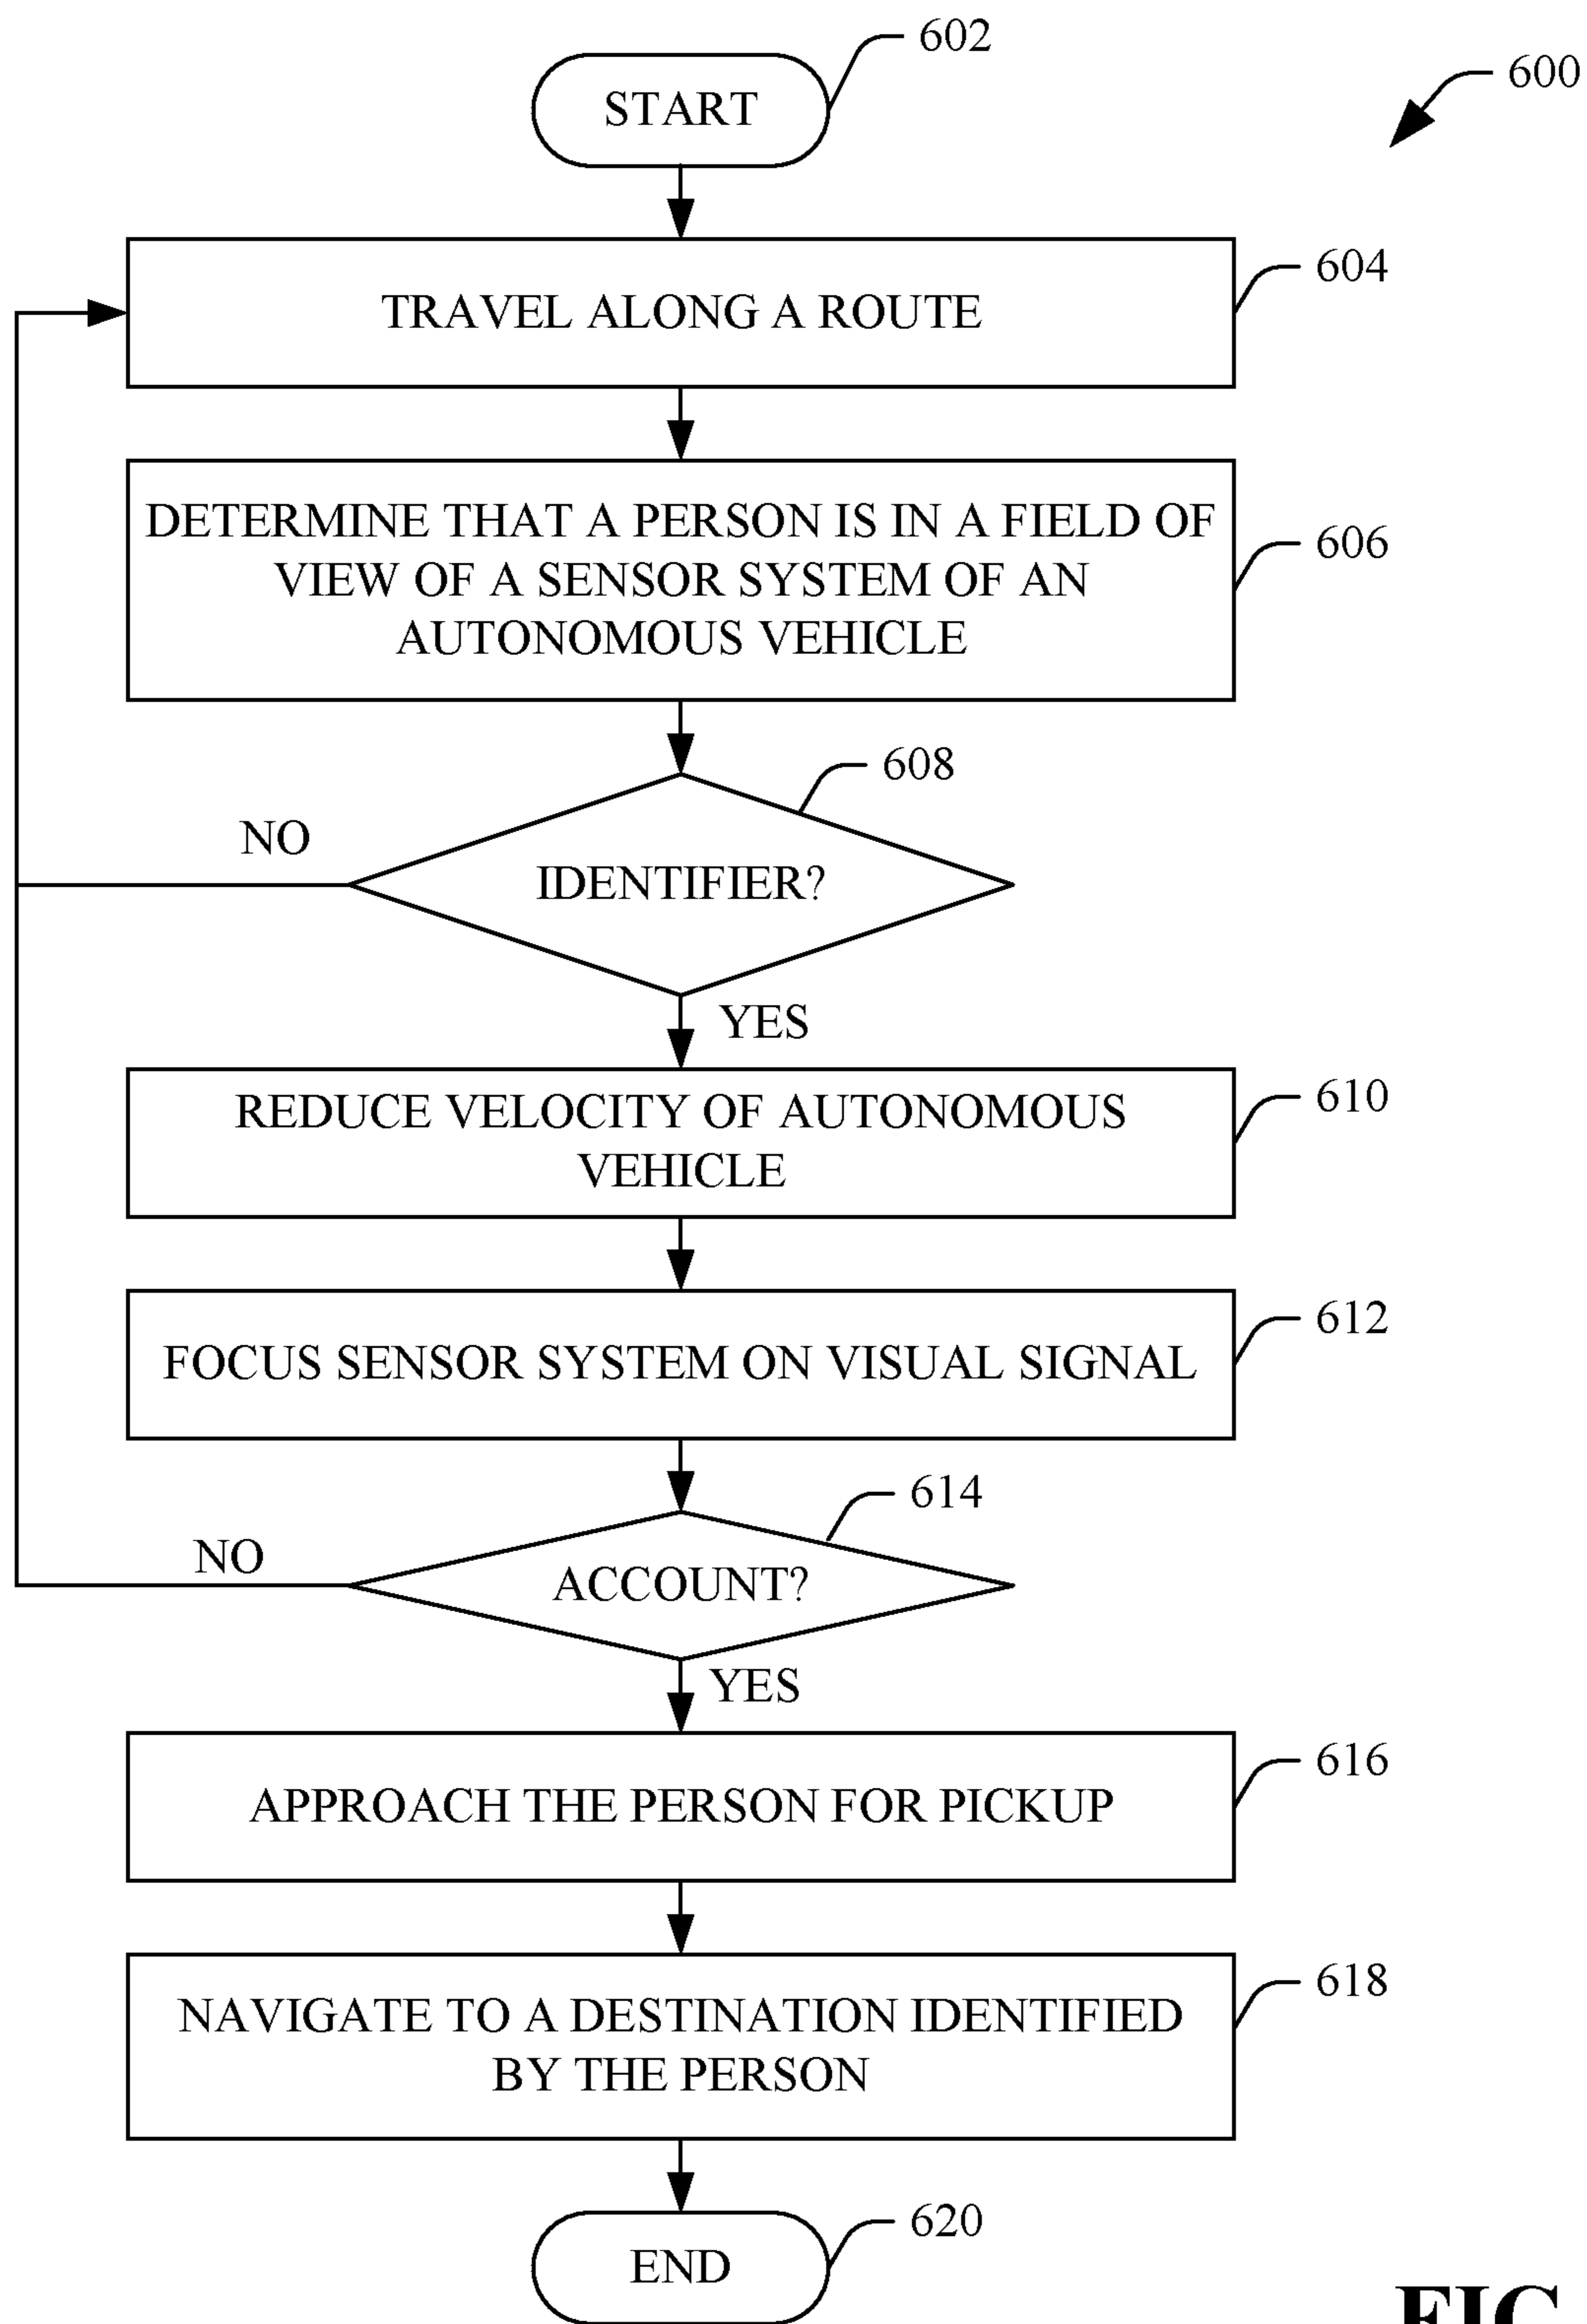 602
600
START
604
TRAVEL ALONG A ROUTE
DETERMINE THAT A PERSON IS IN A FIELD OF
VIEW OF A SENSOR SYSTEM OF AN
AUTONOMOUS VEHICLE
606
608
NO
IDENTIFIER?
YES
REDUCE VELOCITY OF AUTONOMOUS
VEHICLE
610
612
FOCUS SENSOR SYSTEM ON VISUAL SIGNAL
614
NO
ACCOUNT?
YES
616
APPROACH THE PERSON FOR PICKUP
618
NAVIGATE TO A DESTINATION IDENTIFIED
BY THE PERSON
620
END